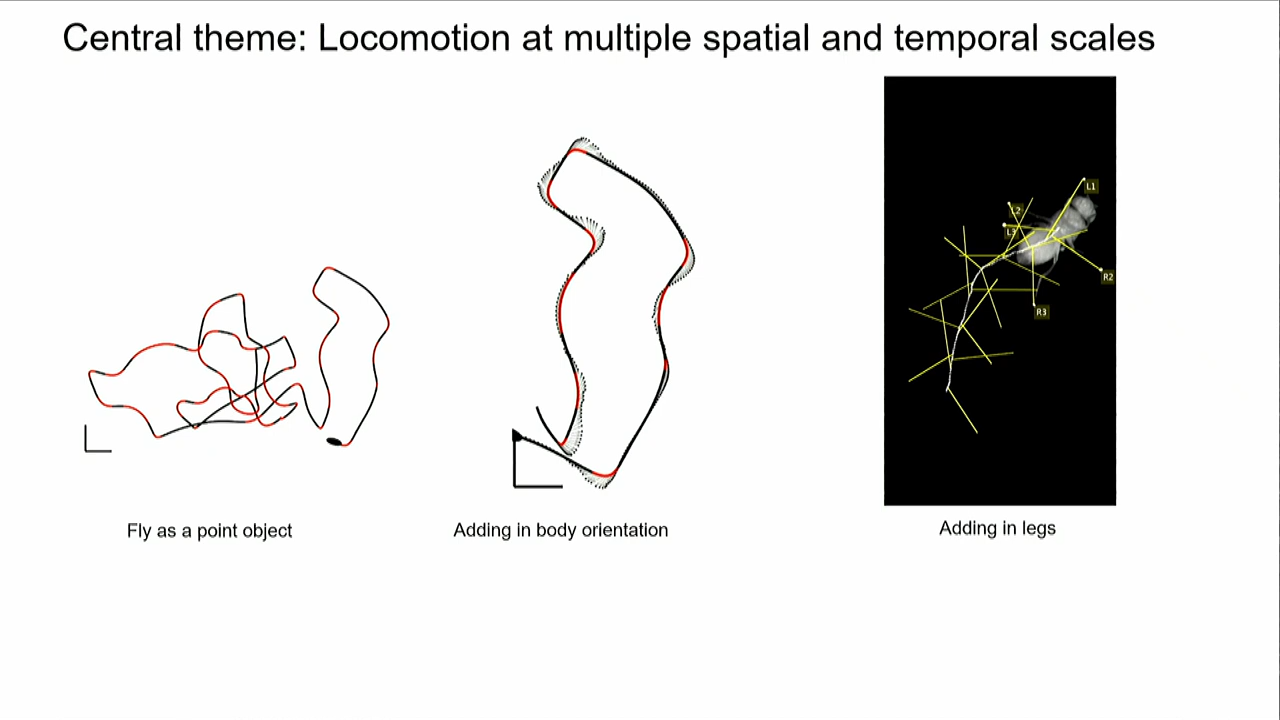 Central theme: Locomotion at multiple spatial and temporal scales
L1
L2
L3
R2
R3
Fly as a point object
Adding in body orientation
Adding in legs